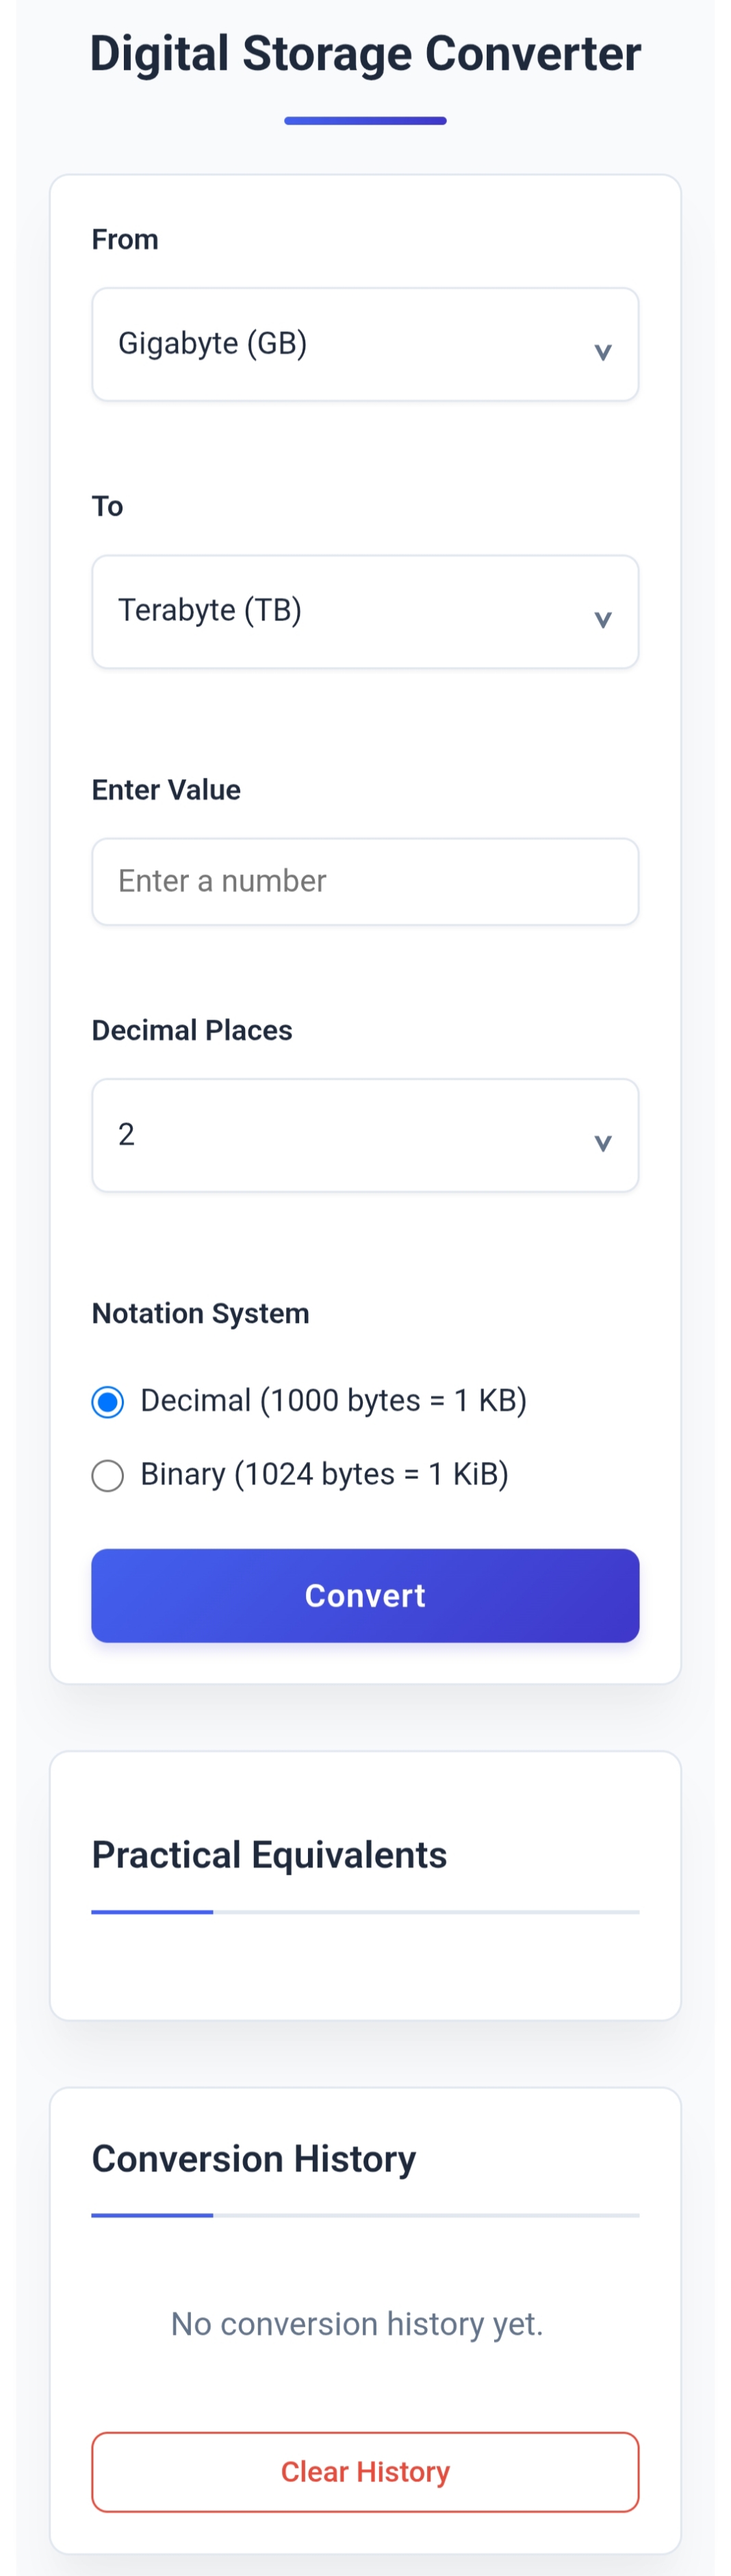 Digital Storage Converter
From
Gigabyte (GB)
To
Terabyte (TB)
Enter Value
Enter a number
Decimal Places
2
Notation System
Decimal (1000 bytes = 1 KB)
Binary (1024 bytes = 1 KiB)
Convert
Practical Equivalents
Conversion History
No conversion history yet.
Clear History